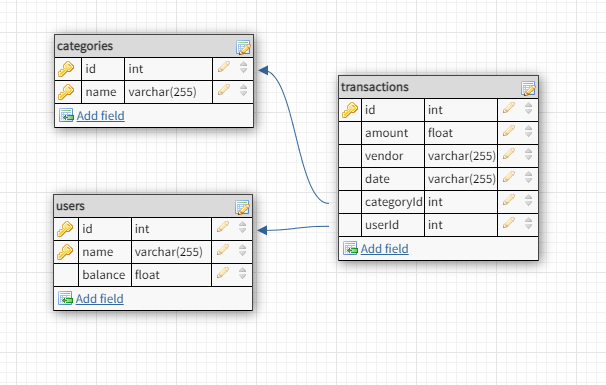 categories
id int
name varchar(255)
Add field
transactions
id int
amount float
vendor varchar(255)
date varchar(255)
categoryId int
userId int
Add field
users
id int
name varchar(255)
balance float
Add field